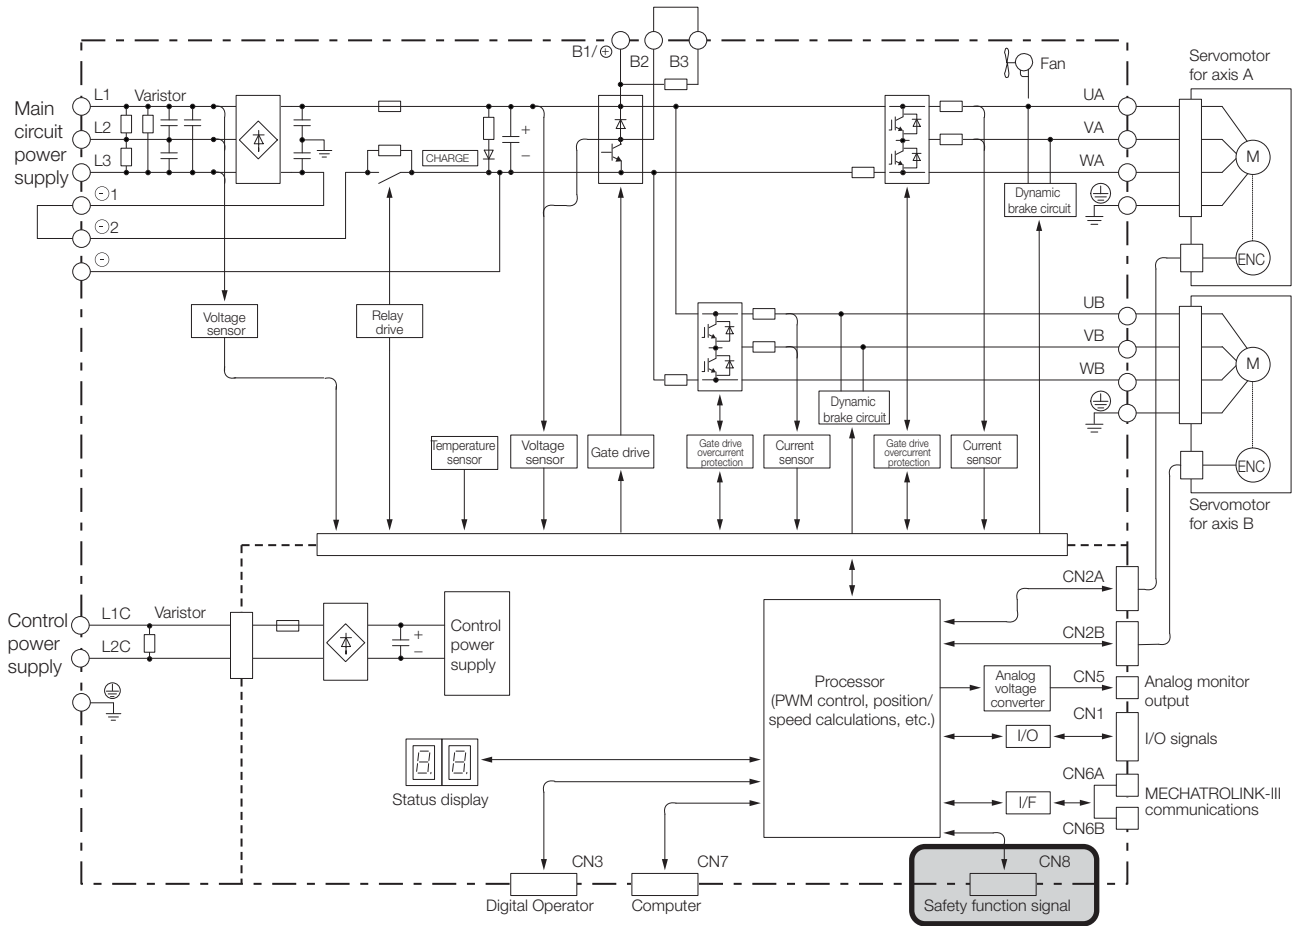 B1/⊕
B2
B3
Fan
Servomotor
for axis A
Main
circuit
power
supply
L1
Varistor
L2
L3
⊖1
⊖2
⊖
+
−
CHARGE
UA
VA
WA
M
ENC
Dynamic
brake circuit
Voltage
sensor
Relay
drive
UB
VB
WB
M
ENC
Dynamic
brake circuit
Temperature
sensor
Voltage
sensor
Gate drive
Gate drive
overcurrent
protection
Current
sensor
Gate drive
overcurrent
protection
Current
sensor
Servomotor
for axis B
Control
power
supply
L1C
Varistor
L2C
+
−
Control
power
supply
Processor
(PWM control, position/
speed calculations, etc.)
CN2A
CN2B
Analog
voltage
converter
CN5
Analog monitor
output
CN1
I/O
I/O signals
CN6A
I/F
MECHATROLINK-III
communications
CN6B
8.
8.
Status display
CN3
Digital Operator
CN7
Computer
CN8
Safety function signal